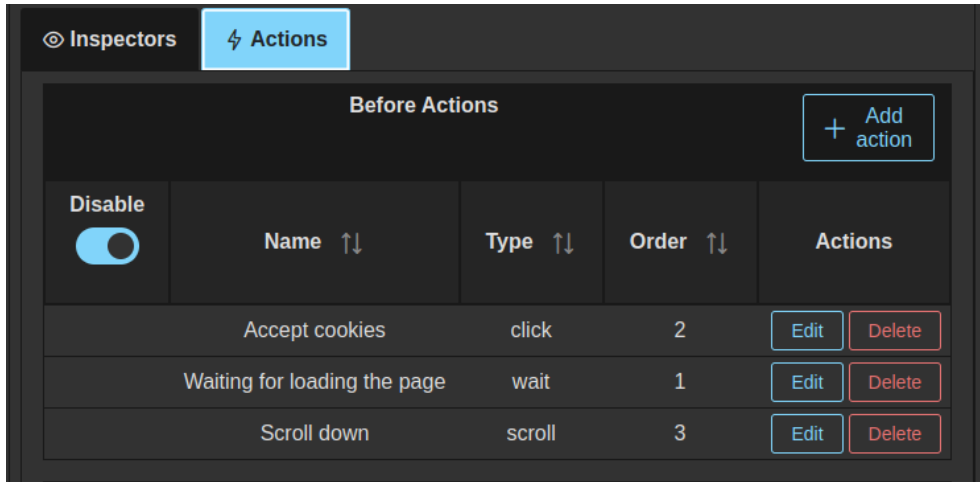 Inspectors Actions
Before Actions
Add
action
Disable
Name Type Order Actions
Accept cookies click 2 Edit Delete
Waiting for loading the page wait 1 Edit Delete
Scroll down scroll 3 Edit Delete